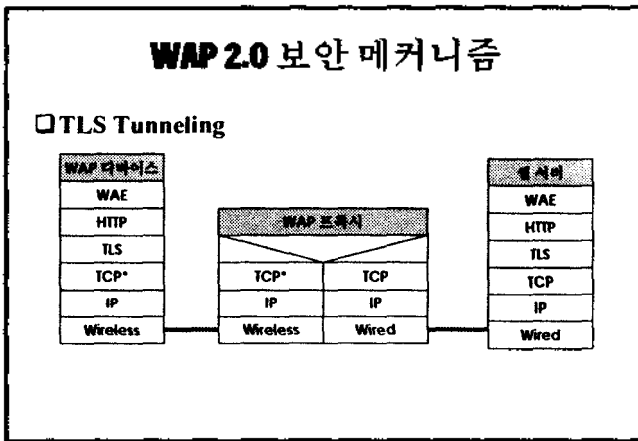 WAP 2.0 보안 메커니즘
❑ TLS Tunneling
WAP 디바이스
WAE
HTTP
TLS
TCP*
IP
Wireless
WAP 프록시
TCP* TCP
IP IP
Wireless Wired
웹 서버
WAE
HTTP
TLS
TCP
IP
Wired